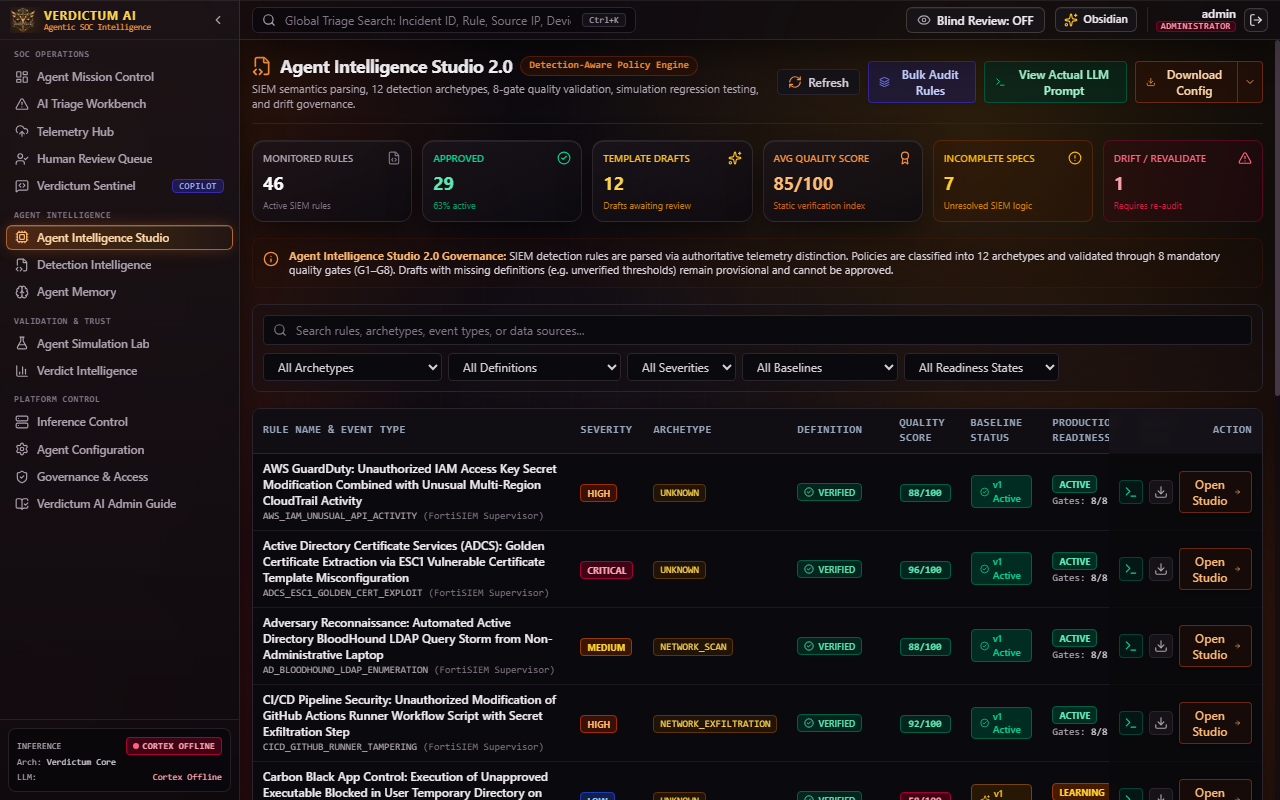 VERDICTUM AI
Agentic SOC Intelligence
Global Triage Search: Incident ID, Rule, Source IP, Devi
Ctrl+K
Blind Review: OFF
Obsidian
admin
ADMINISTRATOR
SOC OPERATIONS
Agent Mission Control
AI Triage Workbench
Telemetry Hub
Human Review Queue
Verdictum Sentinel
COPILOT
AGENT INTELLIGENCE
Agent Intelligence Studio
Detection Intelligence
Agent Memory
VALIDATION & TRUST
Agent Simulation Lab
Verdict Intelligence
PLATFORM CONTROL
Inference Control
Agent Configuration
Governance & Access
Verdictum AI Admin Guide
INFERENCE
CORTEX OFFLINE
Arch: Verdictum Core
LLM:
Cortex Offline
Agent Intelligence Studio 2.0
Detection-Aware Policy Engine
SIEM semantics parsing, 12 detection archetypes, 8-gate quality validation, simulation regression testing,
and drift governance.
Refresh
Bulk Audit
Rules
View Actual LLM
Prompt
Download
Config
MONITORED RULES
46
Active SIEM rules
APPROVED
29
63% active
TEMPLATE DRAFTS
12
Drafts awaiting review
AVG QUALITY SCORE
85/100
Static verification index
INCOMPLETE SPECS
7
Unresolved SIEM logic
DRIFT / REVALIDATE
1
Requires re-audit
Agent Intelligence Studio 2.0 Governance: SIEM detection rules are parsed via authoritative telemetry distinction. Policies are classified into 12 archetypes and validated through 8 mandatory
quality gates (G1–G8). Drafts with missing definitions (e.g. unverified thresholds) remain provisional and cannot be approved.
Search rules, archetypes, event types, or data sources...
All Archetypes
All Definitions
All Severities
All Baselines
All Readiness States
RULE NAME & EVENT TYPE
SEVERITY
ARCHETYPE
DEFINITION
QUALITY
SCORE
BASELINE
STATUS
PRODUCTIO
READINESS
ACTION
AWS GuardDuty: Unauthorized IAM Access Key Secret
Modification Combined with Unusual Multi-Region
CloudTrail Activity
AWS_IAM_UNUSUAL_API_ACTIVITY (FortiSIEM Supervisor)
HIGH
UNKNOWN
VERIFIED
88/100
v1
Active
ACTIVE
Gates: 8/8
Open
Studio
Active Directory Certificate Services (ADCS): Golden
Certificate Extraction via ESC1 Vulnerable Certificate
Template Misconfiguration
ADCS_ESC1_GOLDEN_CERT_EXPLOIT (FortiSIEM Supervisor)
CRITICAL
UNKNOWN
VERIFIED
96/100
v1
Active
ACTIVE
Gates: 8/8
Open
Studio
Adversary Reconnaissance: Automated Active
Directory BloodHound LDAP Query Storm from Non-
Administrative Laptop
AD_BLOODHOUND_LDAP_ENUMERATION (FortiSIEM Supervisor)
MEDIUM
NETWORK_SCAN
VERIFIED
88/100
v1
Active
ACTIVE
Gates: 8/8
Open
Studio
CI/CD Pipeline Security: Unauthorized Modification of
GitHub Actions Runner Workflow Script with Secret
Exfiltration Step
CICD_GITHUB_RUNNER_TAMPERING (FortiSIEM Supervisor)
HIGH
NETWORK_EXFILTRATION
VERIFIED
92/100
v1
Active
ACTIVE
Gates: 8/8
Open
Studio
Carbon Black App Control: Execution of Unapproved
Executable Blocked in User Temporary Directory on
LOW
UNKNOWN
VERIFIED
58/100
v1
LEARNING
Open